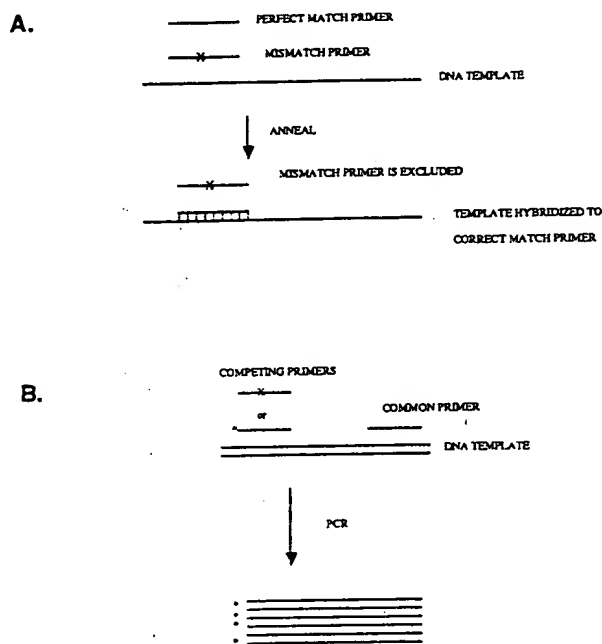 A.
PERFECT MATCH PRIMER
MISMATCH PRIMER
DNA TEMPLATE
ANNEAL
MISMATCH PRIMER IS EXCLUDED
TEMPLATE HYBRIDIZED TO
CORRECT MATCH PRIMER
B.
COMPETING PRIMERS
or
COMMON PRIMER
DNA TEMPLATE
PCR